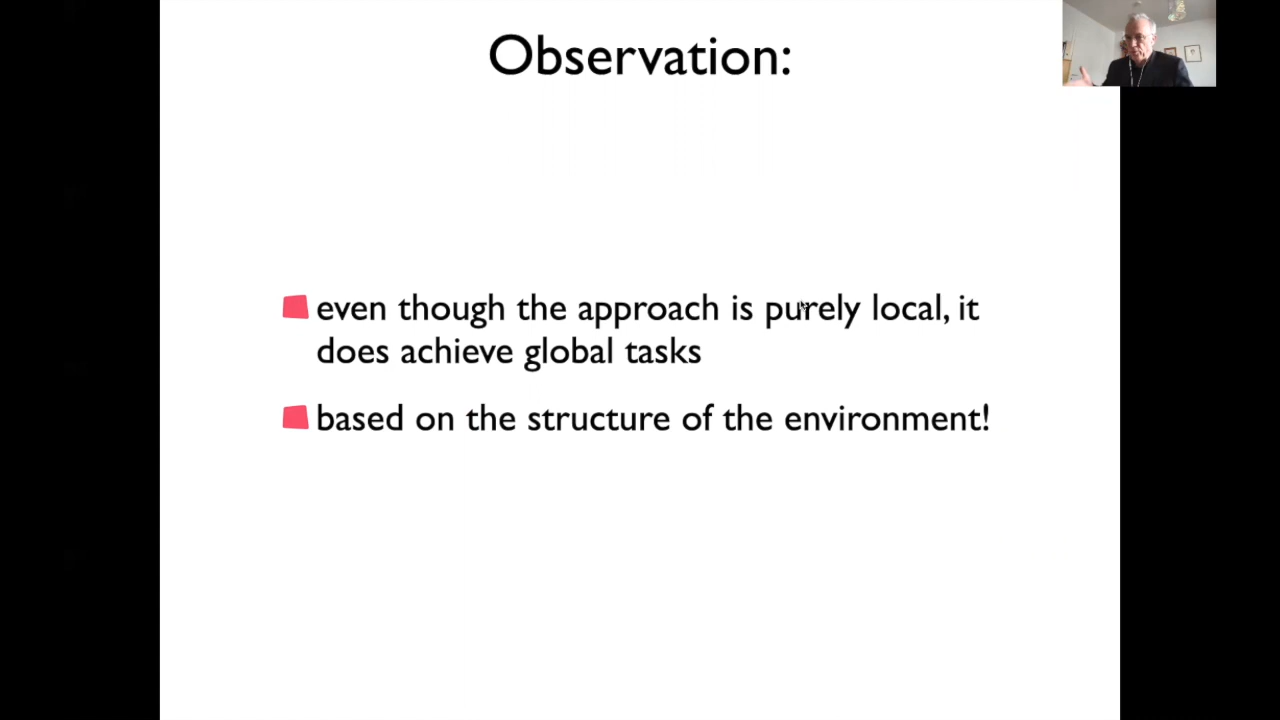 Observation:
even though the approach is purely local, it
does achieve global tasks
based on the structure of the environment!